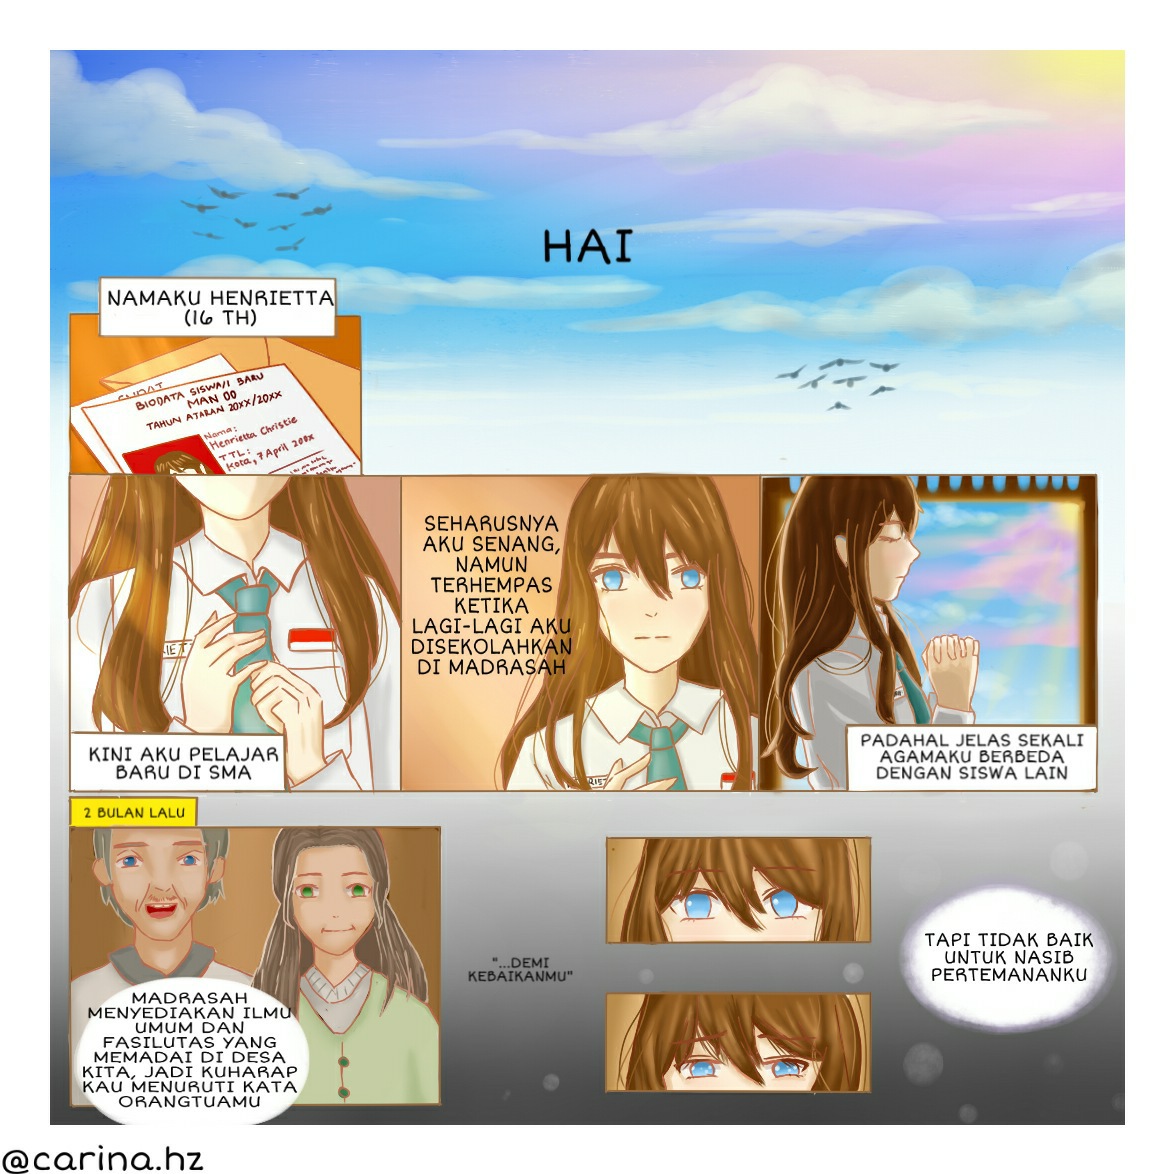 HAI
NAMAKU HENRIETTA
(16 TH)
BIODATA SISWA/I BARU
MAN 00
TAHUN AJARAN 20XX/20XX
Nama:
Henrietta Christie
TTL:
Kota, 7 April 200x
SEHARUSNYA
AKU SENANG,
NAMUN
TERHEMPAS
KETIKA
LAGI-LAGI AKU
DISEKOLAHKAN
DI MADRASAH
KINI AKU PELAJAR
BARU DI SMA
PADAHAL JELAS SEKALI
AGAMAKU BERBEDA
DENGAN SISWA LAIN
2 BULAN LALU
MADRASAH
MENYEDIAKAN ILMU
UMUM DAN
FASILUTAS YANG
MEMADAI DI DESA
KITA, JADI KUHARAP
KAU MENURUTI KATA
ORANGTUAMU
"...DEMI
KEBAIKANMU"
TAPI TIDAK BAIK
UNTUK NASIB
PERTEMANANKU
@carina.hz